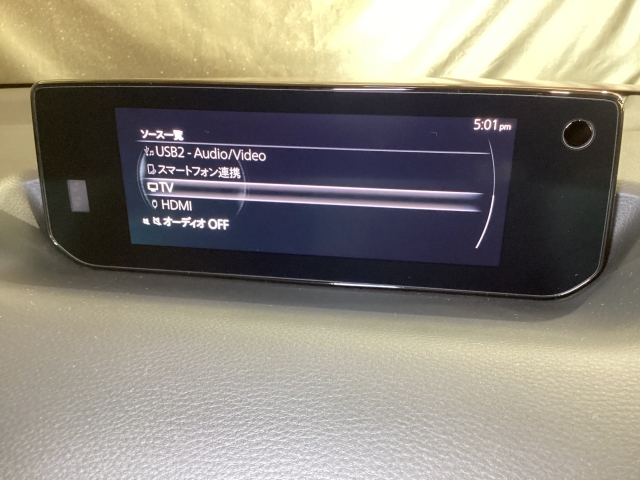 5:01 pm
ソース一覧
USB2 - Audio/Video
スマートフォン連携
TV
HDMI
オーディオ OFF